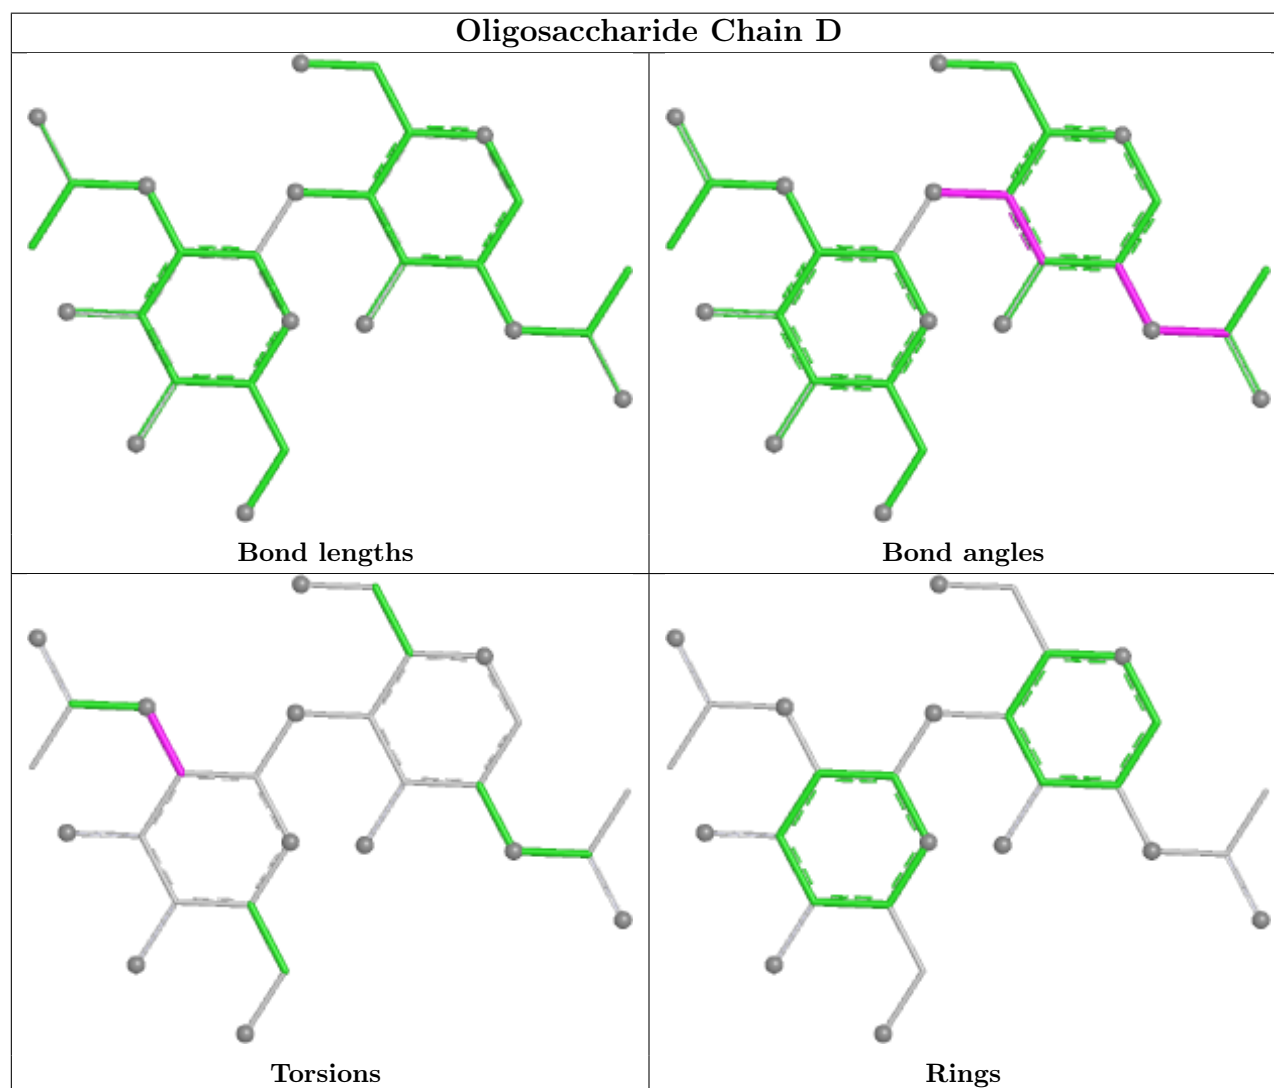 Oligosaccharide Chain D
Bond lengths
Bond angles
Torsions
Rings